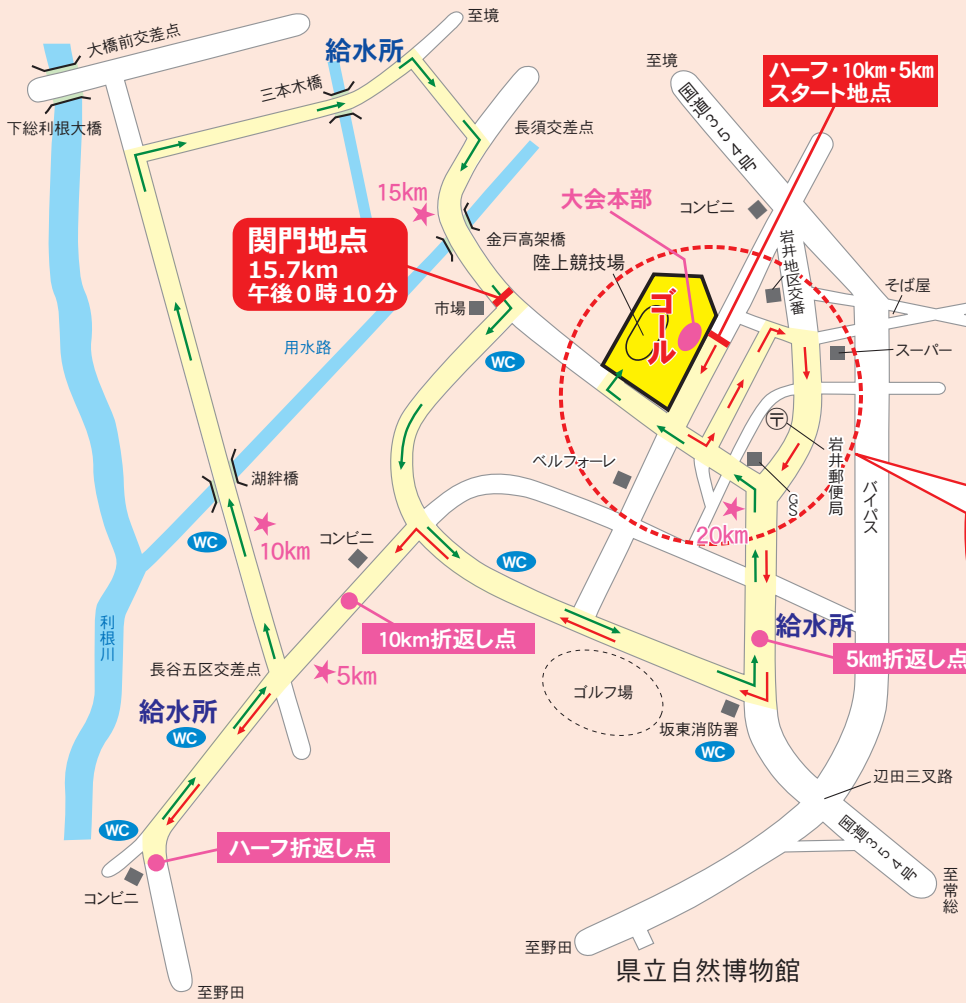 至境
大橋前交差点
給水所
至境
ハーフ・10km・5km
スタート地点
三本木橋
国道354号
下総利根大橋
長須交差点
15km
大会本部
コンビニ
関門地点
15.7km
午後0時10分
金戸高架橋
陸上競技場
岩井地区交番
そば屋
ゴール
市場
スーパー
用水路
WC
〒
岩井郵便局
ベルフォーレ
GS
バイパス
湖絆橋
20km
10km
コンビニ
WC
WC
利根川
10km折返し点
給水所
5km折返し点
長谷五区交差点
5km
ゴルフ場
給水所
WC
坂東消防署
WC
辺田三叉路
WC
ハーフ折返し点
国道354号
コンビニ
至常総
至野田
県立自然博物館
至野田